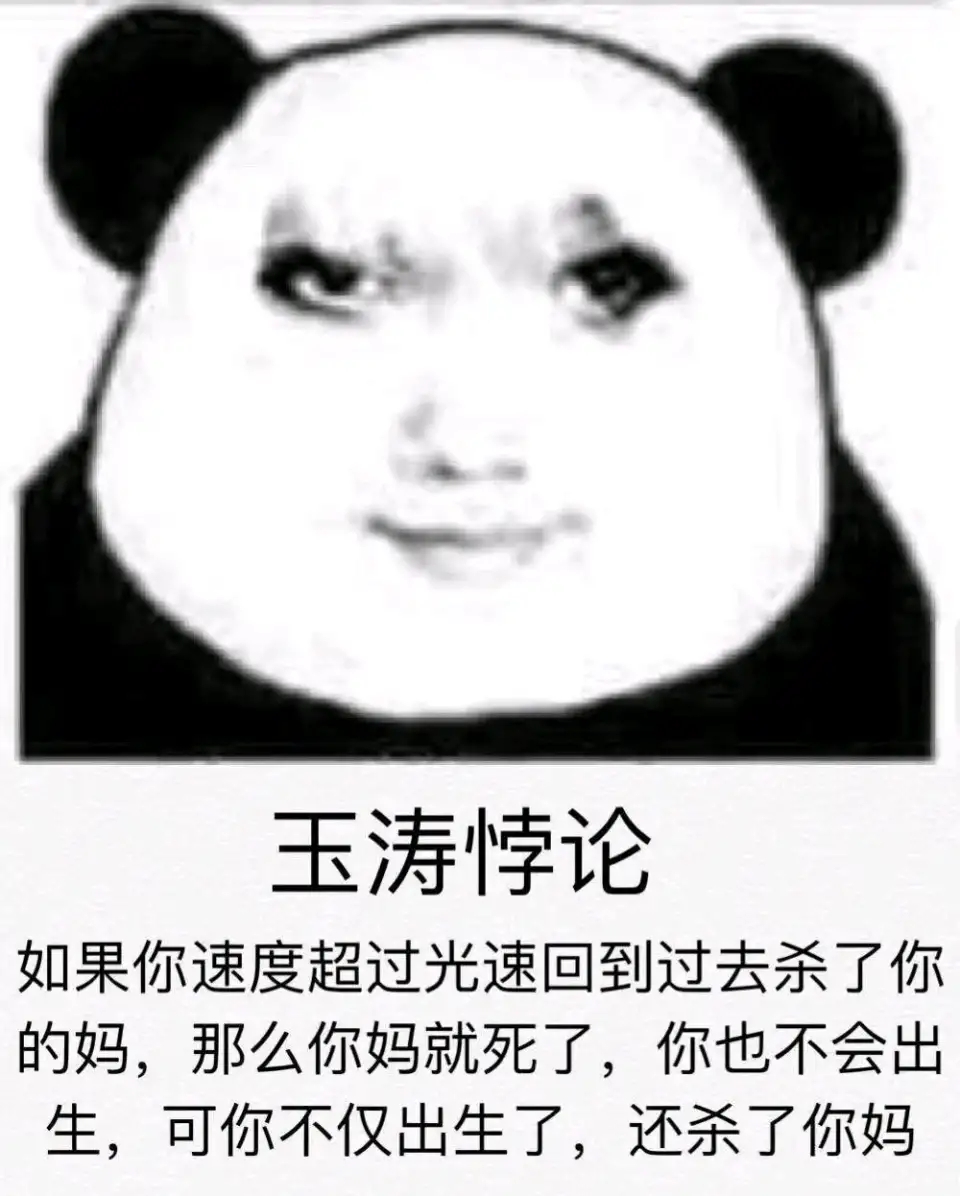 玉涛悖论
如果你速度超过光速回到过去杀了你
的妈，那么你妈就死了，你也不会出
生，可你不仅出生了，还杀了你妈